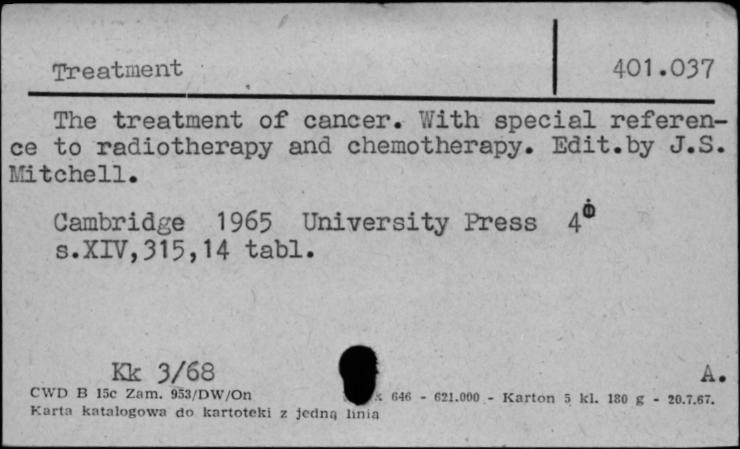 Treatment 401.037
The treatment of cancer. With special referen-
ce to radiotherapy and chemotherapy. Edit.by J.S.
Mitchell.
Cambridge 1965 University Press 4°
s.XIV,315,14 tabl.
Kk 3/68 A.
CWD B 15c Zam. 953/DW/On x 646 - 621.000 - Karton 5 kl. 180 g - 20.7.67.
Karta katalogowa do kartoteki z jedną linią